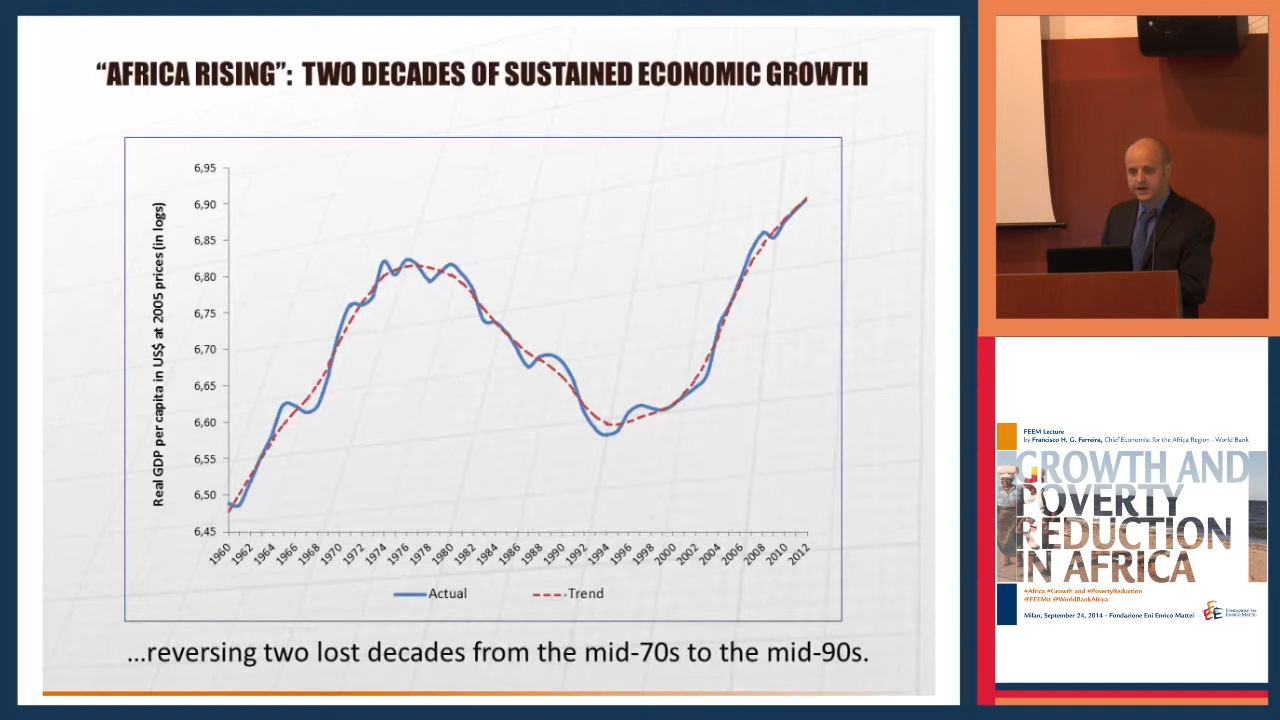 “AFRICA RISING”: TWO DECADES OF SUSTAINED ECONOMIC GROWTH
Real GDP per capita in US$ at 2005 prices (in logs)
6,95
6,90
6,85
6,80
6,75
6,70
6,65
6,60
6,55
6,50
6,45
1960 1962 1964 1966 1968 1970 1972 1974 1976 1978 1980 1982 1984 1986 1988 1990 1992 1994 1996 1998 2000 2002 2004 2006 2008 2010 2012
Actual Trend
...reversing two lost decades from the mid-70s to the mid-90s.
FEEM Lecture
by Francisco H. G. Ferreira, Chief Economist for the Africa Region - World Bank
GROWTH AND
POVERTY
REDUCTION
IN AFRICA
#Africa #Growth and #PovertyReduction
@FEEMit @WorldBankAfrica
Milan, September 24, 2014 - Fondazione Eni Enrico Mattei
FONDAZIONE ENI
ENRICO MATTEI